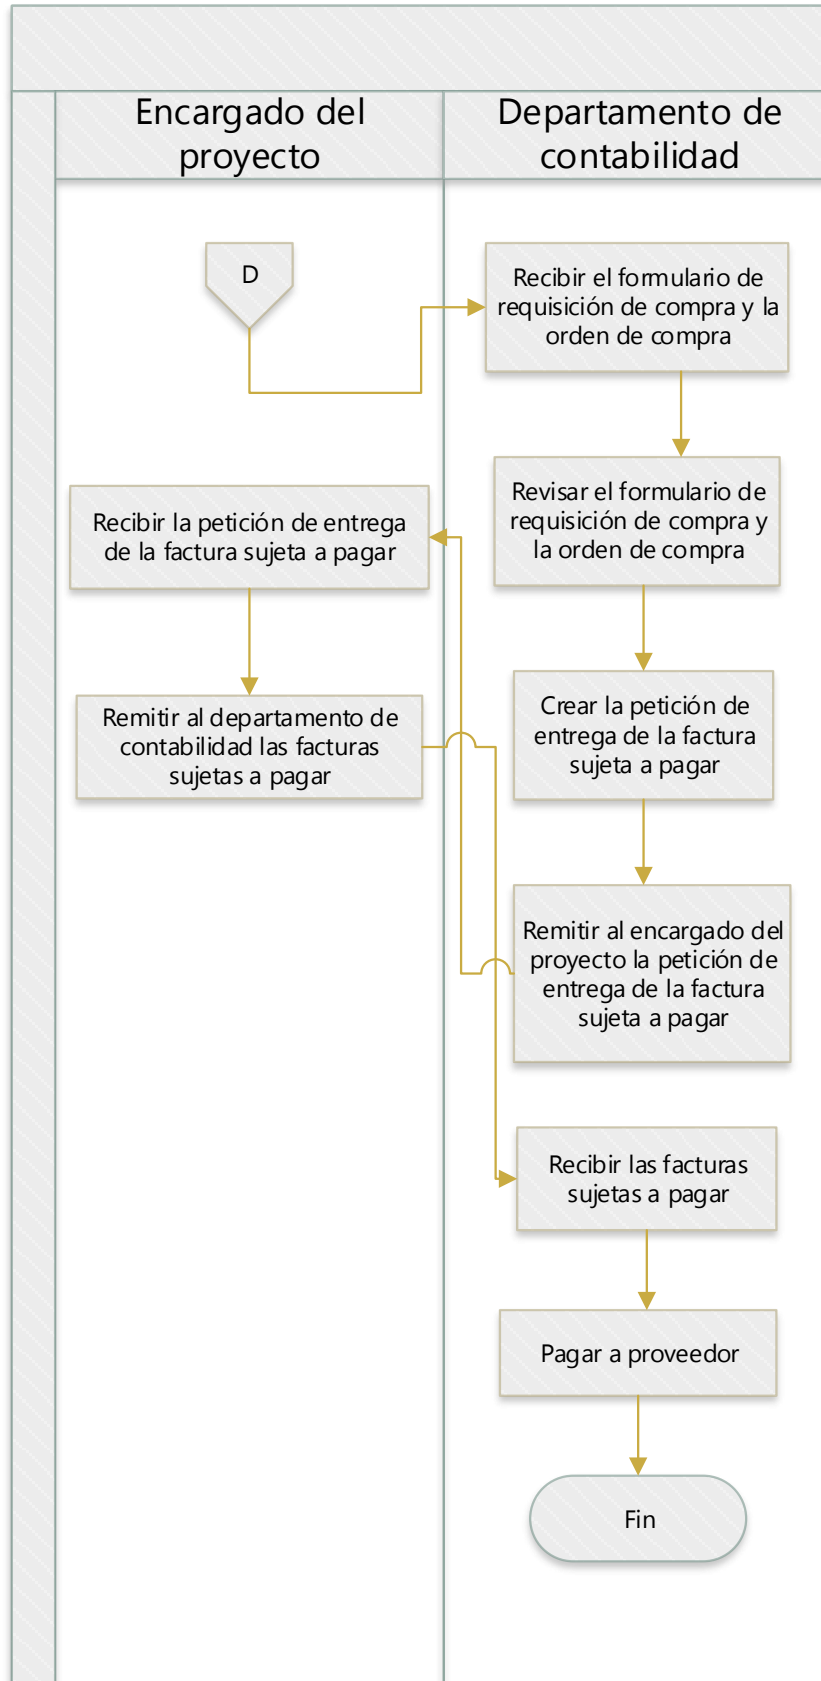 Encargado del
proyecto
Departamento de
contabilidad
D
Recibir el formulario de
requisición de compra y la
orden de compra
Revisar el formulario de
requisición de compra y
la orden de compra
Recibir la petición de entrega
de la factura sujeta a pagar
Crear la petición de
entrega de la factura
sujeta a pagar
Remitir al departamento de
contabilidad las facturas
sujetas a pagar
Remitir al encargado del
proyecto la petición de
entrega de la factura
sujeta a pagar
Recibir las facturas
sujetas a pagar
Pagar a proveedor
Fin